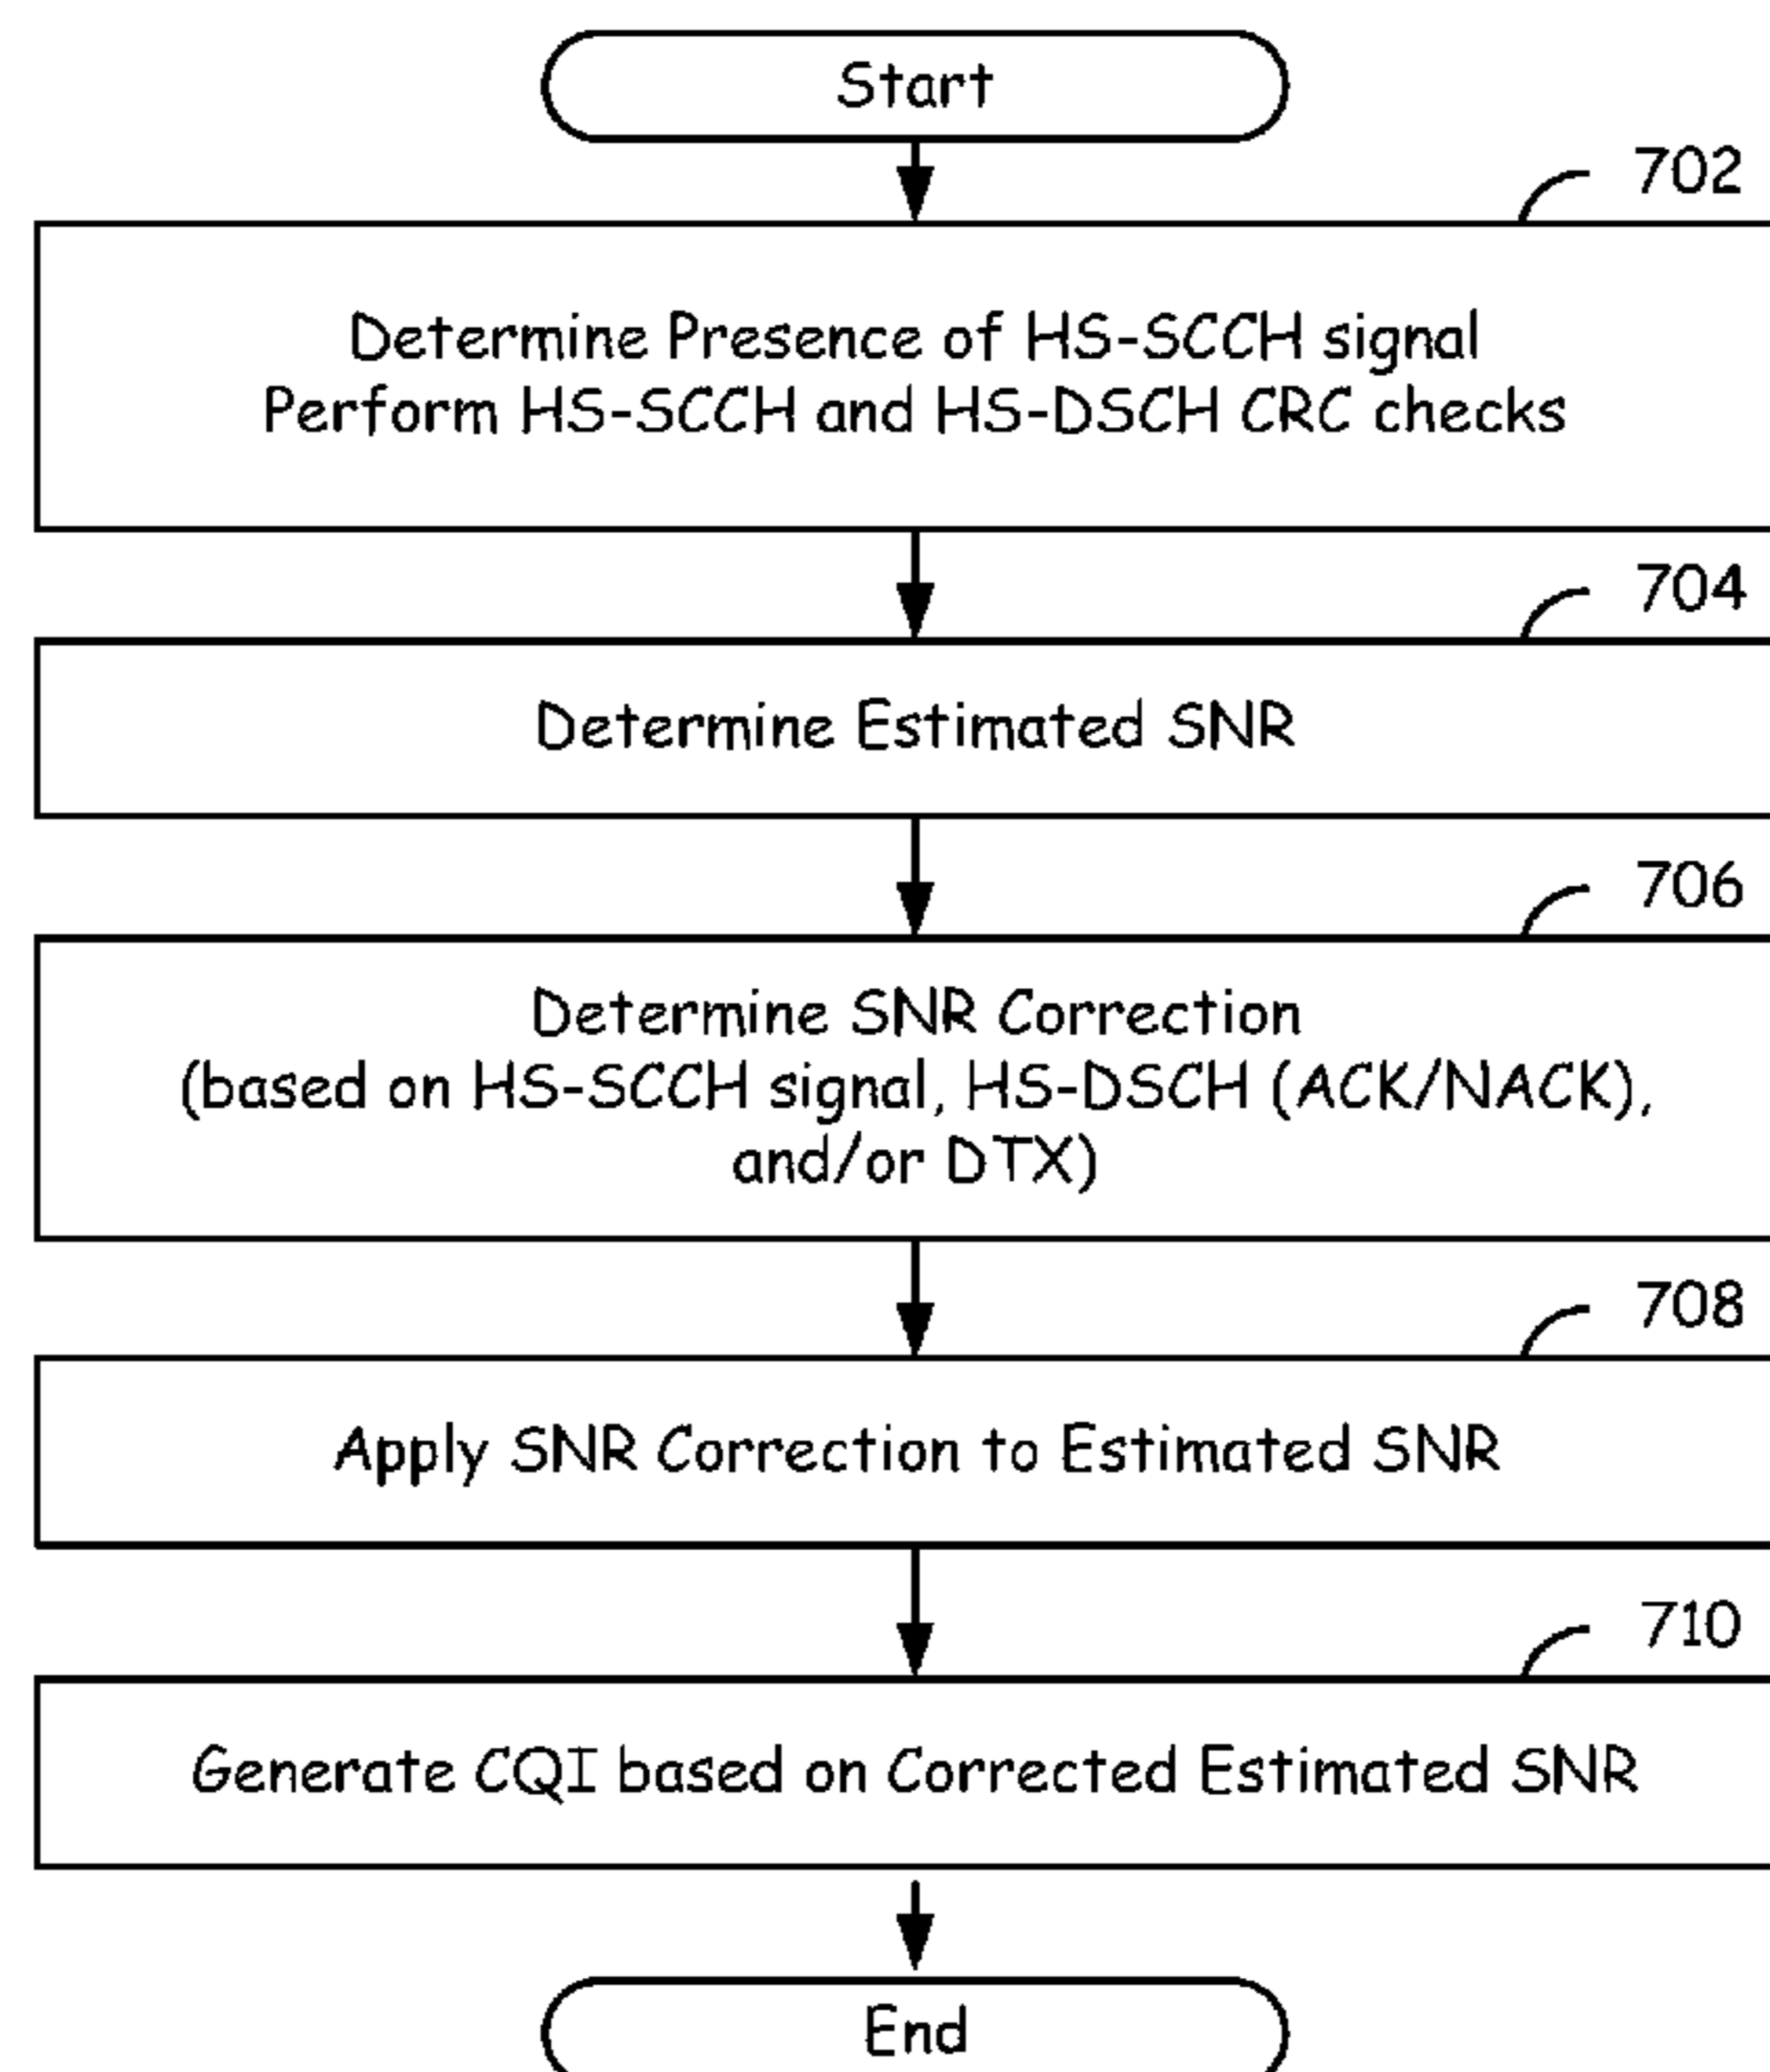 Start
702
Determine Presence of HS-SCCH signal
Perform HS-SCCH and HS-DSCH CRC checks
704
Determine Estimated SNR
706
Determine SNR Correction
(based on HS-SCCH signal, HS-DSCH (ACK/NACK),
and/or DTX)
708
Apply SNR Correction to Estimated SNR
710
Generate CQI based on Corrected Estimated SNR
End